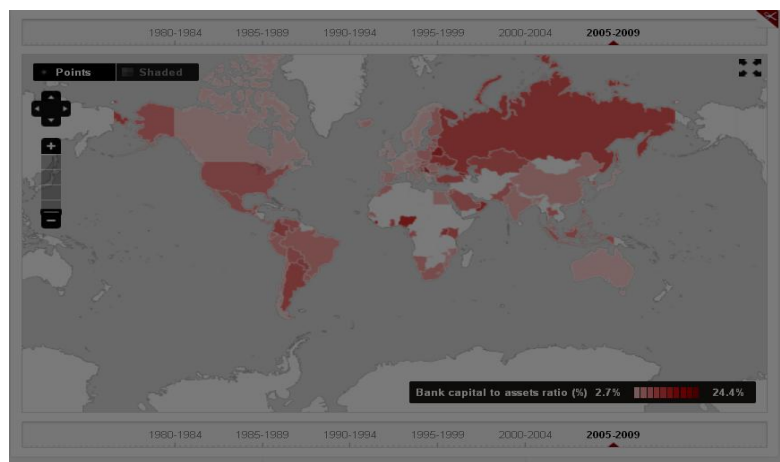 1980-1984 1985-1989 1990-1994 1995-1999 2000-2004 2005-2009
Points Shaded
+
−
Bank capital to assets ratio (%) 2.7% 24.4%
1980-1984 1985-1989 1990-1994 1995-1999 2000-2004 2005-2009